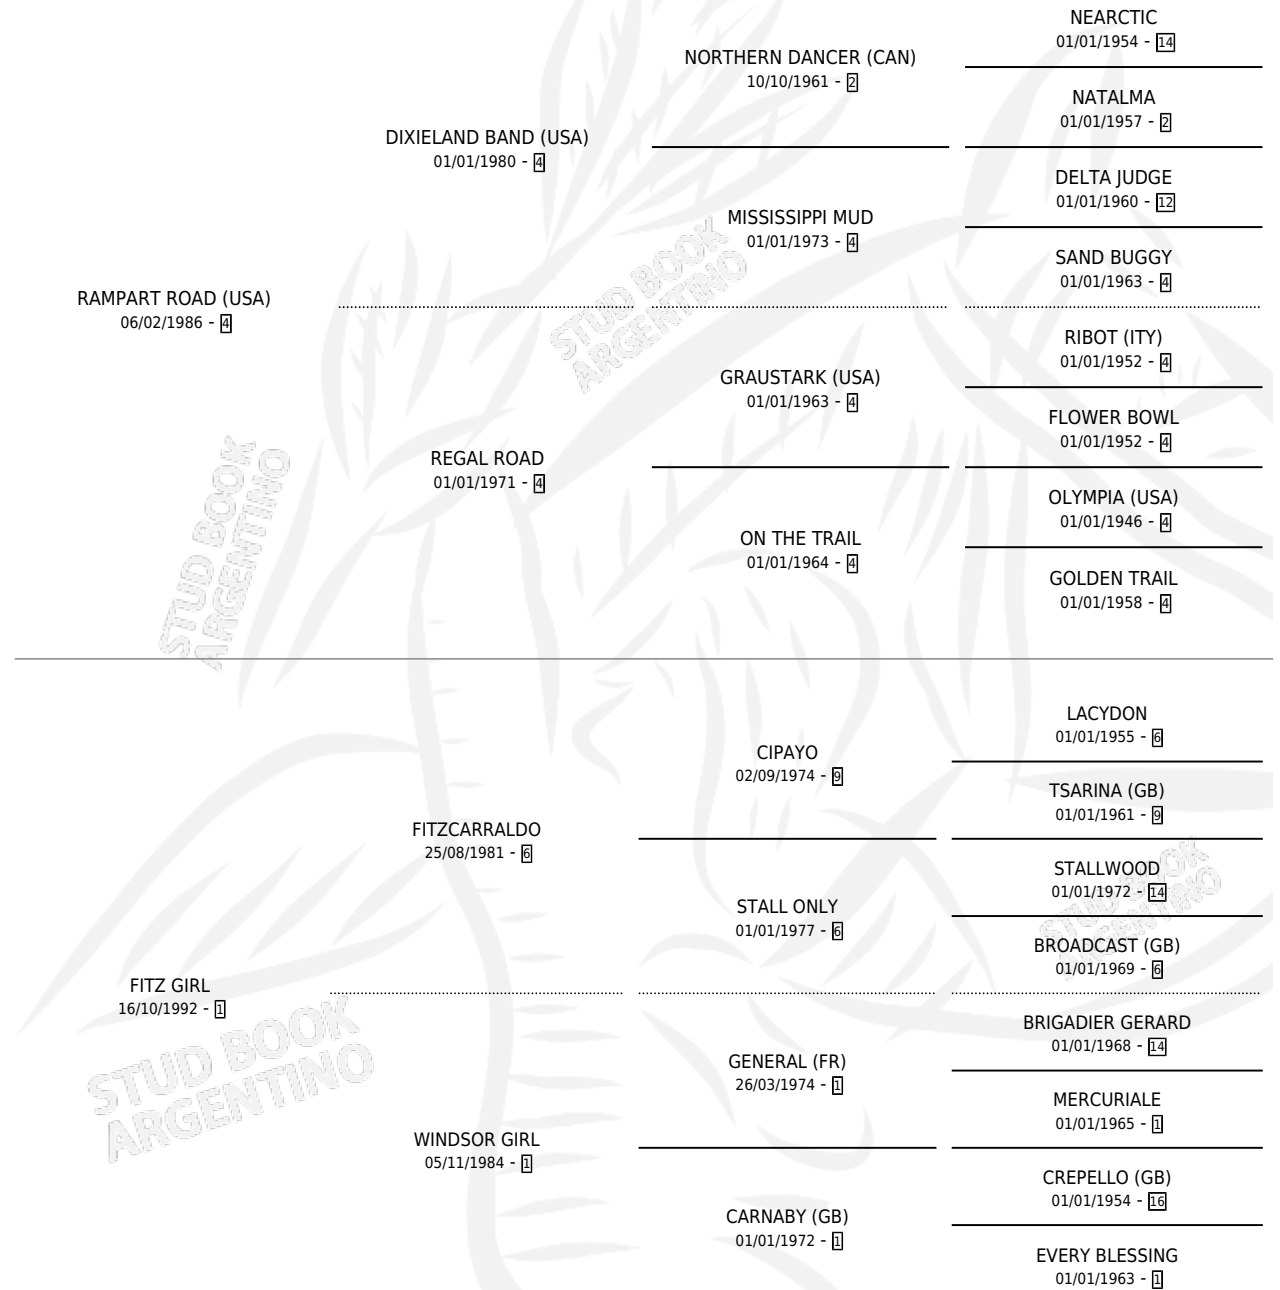 NEARCTIC
01/01/1954 - 14
NORTHERN DANCER (CAN)
10/10/1961 - 2
NATALMA
01/01/1957 - 2
DIXIELAND BAND (USA)
01/01/1980 - 4
DELTA JUDGE
01/01/1960 - 12
MISSISSIPPI MUD
01/01/1973 - 4
SAND BUGGY
01/01/1963 - 4
RAMPART ROAD (USA)
06/02/1986 - 4
STUD BOOK
ARGENTINO
RIBOT (ITY)
01/01/1952 - 4
GRAUSTARK (USA)
01/01/1963 - 4
FLOWER BOWL
01/01/1952 - 4
REGAL ROAD
01/01/1971 - 4
OLYMPIA (USA)
01/01/1946 - 4
ON THE TRAIL
01/01/1964 - 4
GOLDEN TRAIL
01/01/1958 - 4
STUD BOOK
ARGENTINO
LACYDON
01/01/1955 - 6
CIPAYO
02/09/1974 - 9
TSARINA (GB)
01/01/1961 - 9
FITZCARRALDO
25/08/1981 - 6
STALLWOOD
01/01/1972 - 14
STALL ONLY
01/01/1977 - 6
BROADCAST (GB)
01/01/1969 - 6
STUD BOOK
ARGENTINO
FITZ GIRL
16/10/1992 - 1
BRIGADIER GERARD
01/01/1968 - 14
GENERAL (FR)
26/03/1974 - 1
MERCURIALE
01/01/1965 - 1
STUD BOOK
ARGENTINO
WINDSOR GIRL
05/11/1984 - 1
CREPELLO (GB)
01/01/1954 - 16
CARNABY (GB)
01/01/1972 - 1
EVERY BLESSING
01/01/1963 - 1